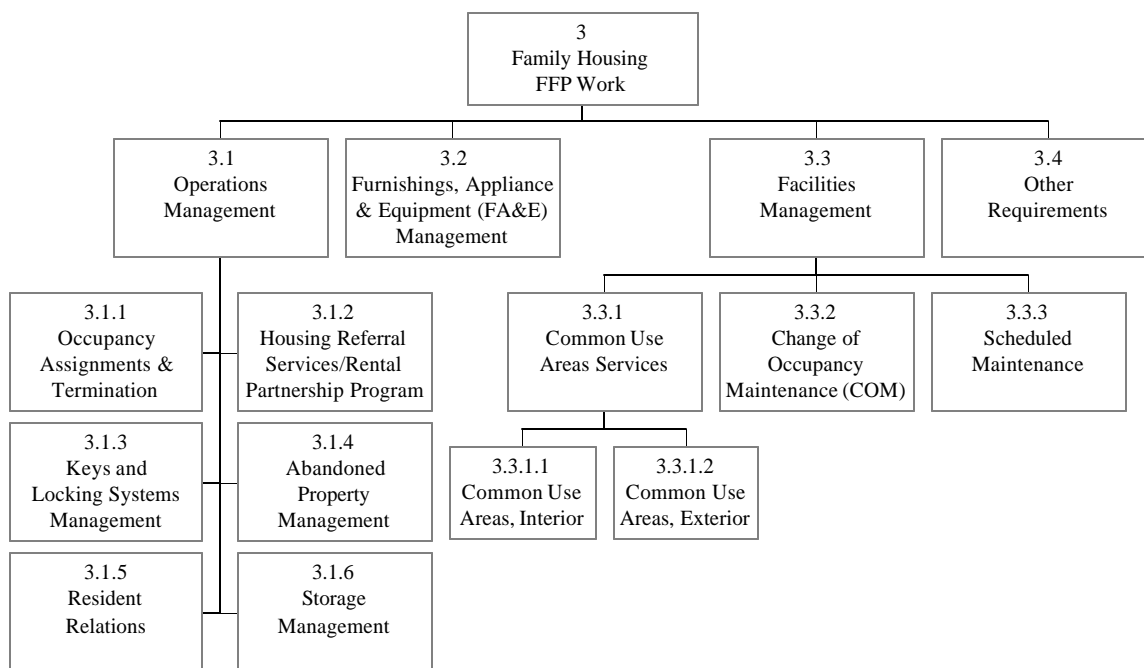 3
Family Housing
FFP Work
3.1
Operations
Management
3.2
Furnishings, Appliance
& Equipment (FA&E)
Management
3.3
Facilities
Management
3.4
Other
Requirements
3.1.1
Occupancy
Assignments &
Termination
3.1.2
Housing Referral
Services/Rental
Partnership Program
3.3.1
Common Use
Areas Services
3.3.2
Change of
Occupancy
Maintenance (COM)
3.3.3
Scheduled
Maintenance
3.1.3
Keys and
Locking Systems
Management
3.1.4
Abandoned
Property
Management
3.3.1.1
Common Use
Areas, Interior
3.3.1.2
Common Use
Areas, Exterior
3.1.5
Resident
Relations
3.1.6
Storage
Management